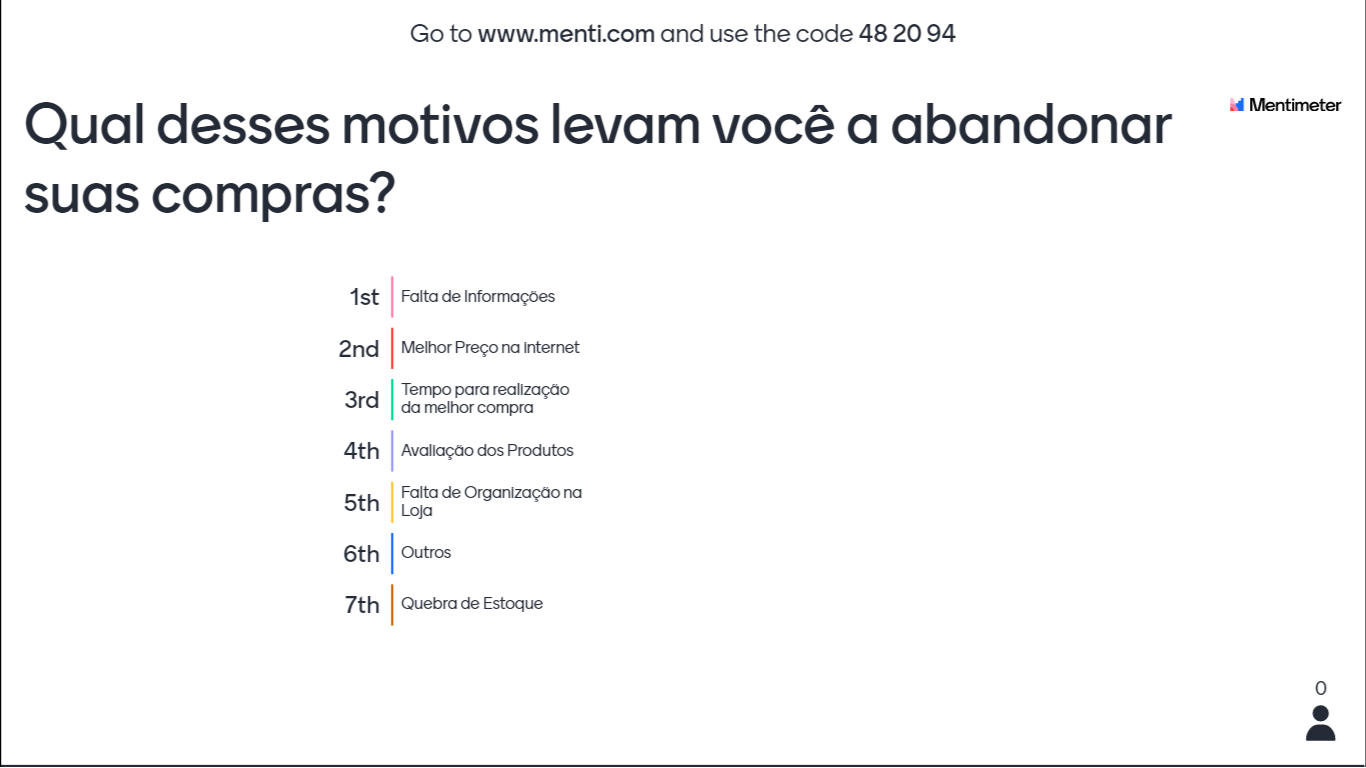 Go to www.menti.com and use the code 48 20 94
Mentimeter
Qual desses motivos levam você a abandonar
suas compras?
1st Falta de Informações
2nd Melhor Preço na internet
3rd Tempo para realização
da melhor compra
4th Avaliação dos Produtos
5th Falta de Organização na
Loja
6th Outros
7th Quebra de Estoque
0